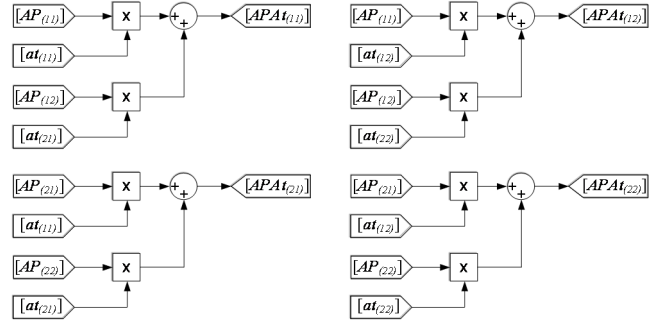 [AP(11)] X + + [APAt(11)]
[at(11)]
[AP(12)] X
[at(21)]
[AP(11)] X + + [APAt(12)]
[at(12)]
[AP(12)] X
[at(22)]
[AP(21)] X + + [APAt(21)]
[at(11)]
[AP(22)] X
[at(21)]
[AP(21)] X + + [APAt(22)]
[at(12)]
[AP(22)] X
[at(22)]